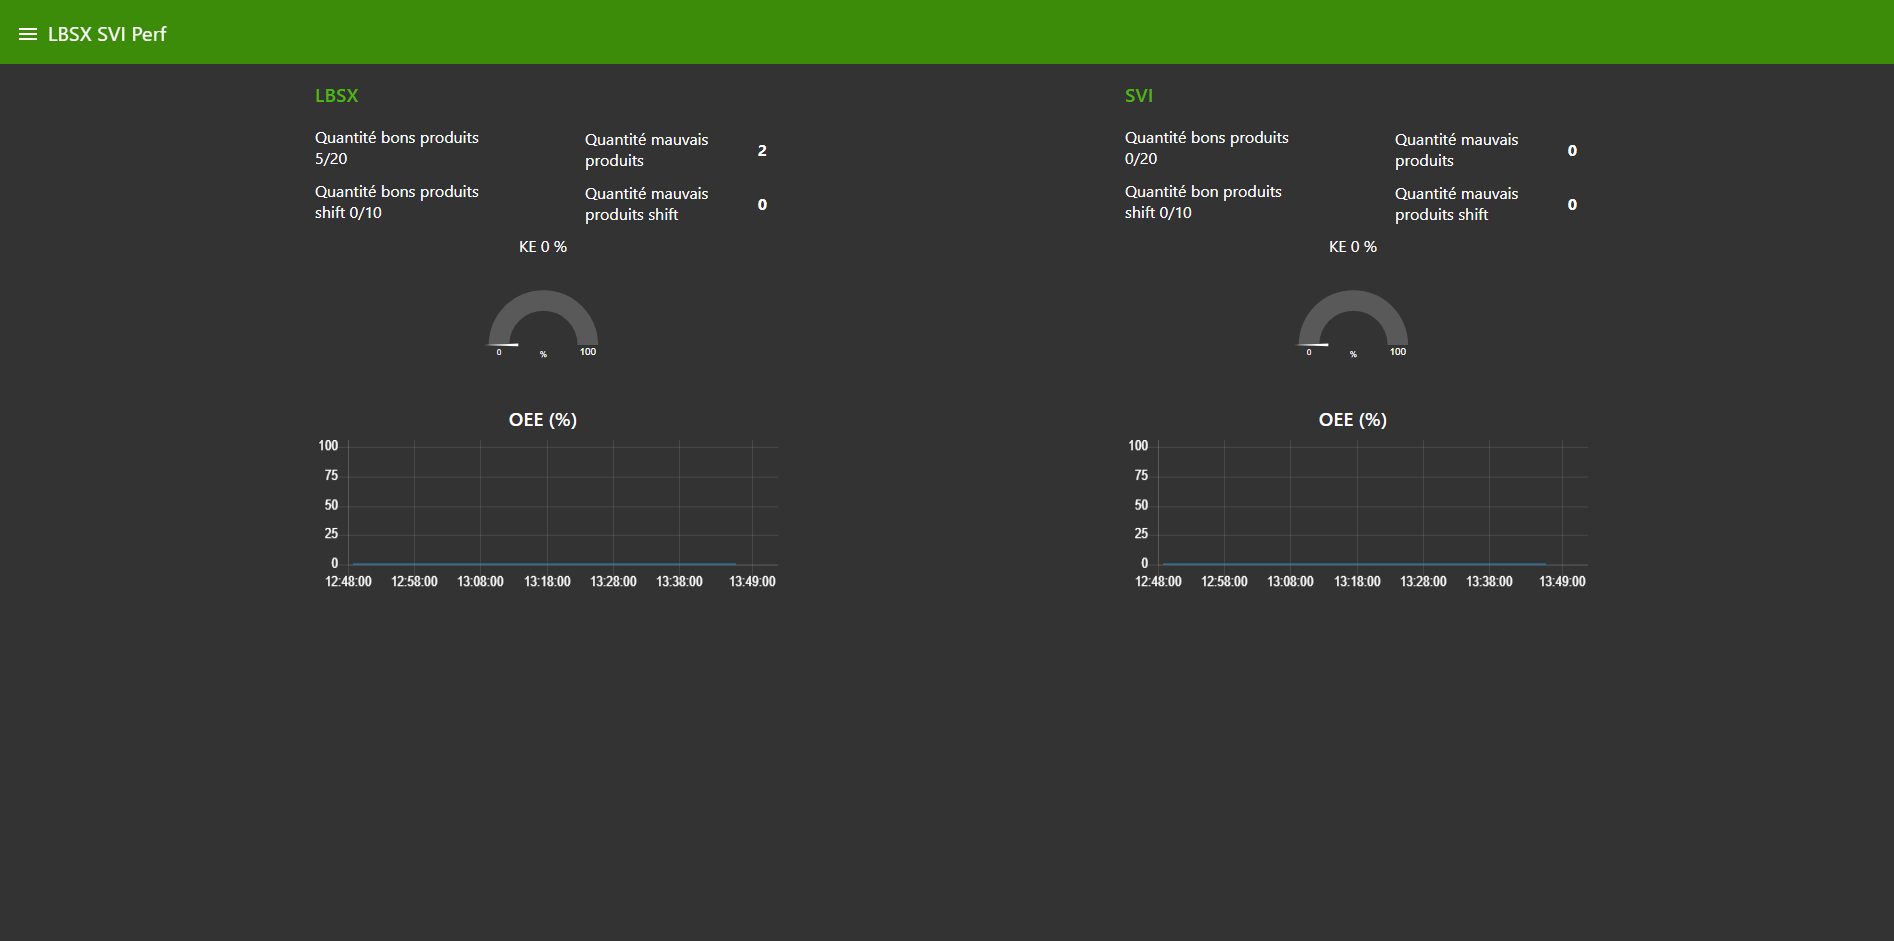 LBSX SVI Perf
LBSX
Quantité bons produits
5/20
Quantité mauvais
produits
2
Quantité bons produits
shift 0/10
Quantité mauvais
produits shift
0
KE 0 %
0
%
100
OEE (%)
100
75
50
25
0
12:48:00 12:58:00 13:08:00 13:18:00 13:28:00 13:38:00 13:49:00
SVI
Quantité bons produits
0/20
Quantité mauvais
produits
0
Quantité bon produits
shift 0/10
Quantité mauvais
produits shift
0
KE 0 %
0
%
100
OEE (%)
100
75
50
25
0
12:48:00 12:58:00 13:08:00 13:18:00 13:28:00 13:38:00 13:49:00